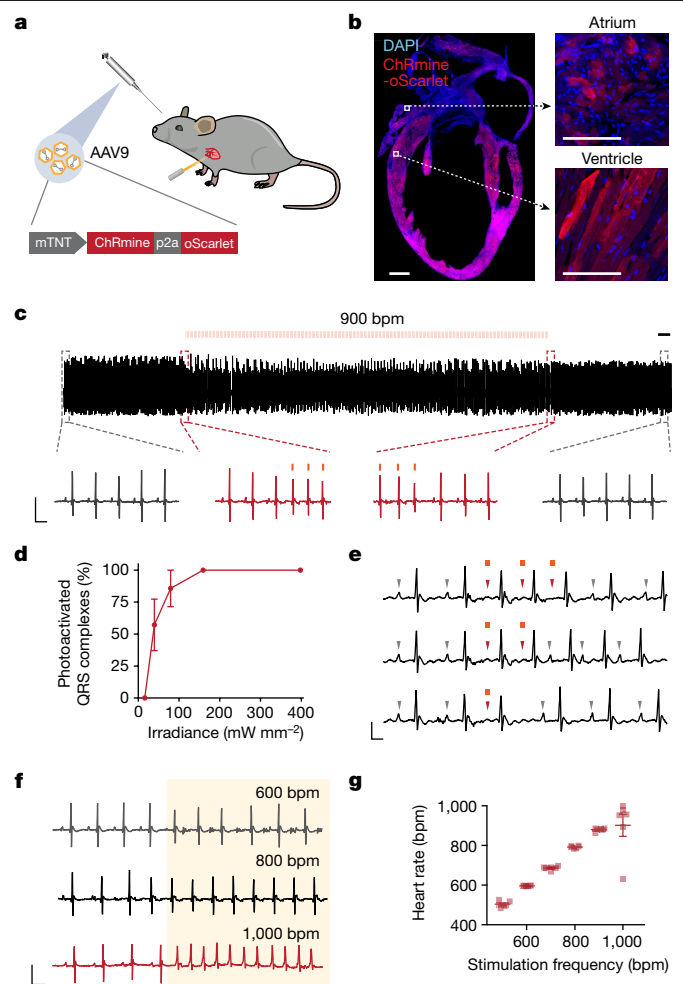 a
AAV9
mTNT ChRmine p2a oScarlet
b
DAPI
ChRmine
-oScarlet
Atrium
Ventricle
c
900 bpm
d
Photoactivated
QRS complexes (%)
100
75
50
25
0
0 100 200 300 400
Irradiance (mW mm⁻²)
e
f
600 bpm
800 bpm
1,000 bpm
g
Heart rate (bpm)
1,000
800
600
400
600 800 1,000
Stimulation frequency (bpm)